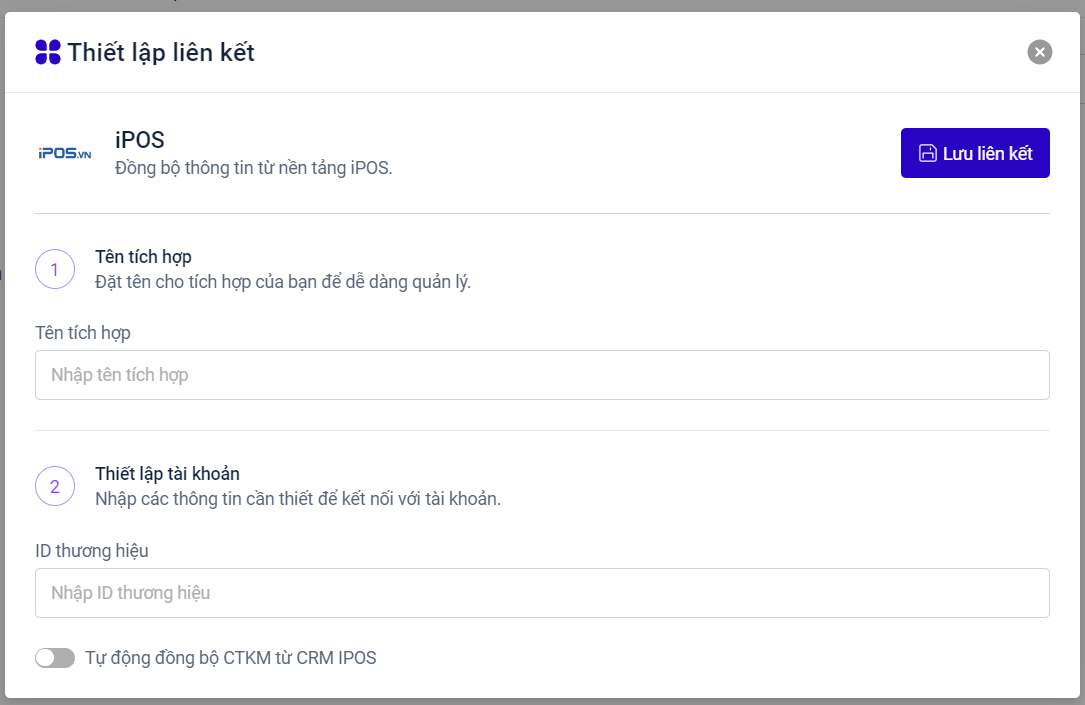 Thiết lập liên kết
iPOS.VN
iPOS
Đồng bộ thông tin từ nền tảng iPOS.
Lưu liên kết
1
Tên tích hợp
Đặt tên cho tích hợp của bạn để dễ dàng quản lý.
Tên tích hợp
Nhập tên tích hợp
2
Thiết lập tài khoản
Nhập các thông tin cần thiết để kết nối với tài khoản.
ID thương hiệu
Nhập ID thương hiệu
Tự động đồng bộ CTKM từ CRM IPOS